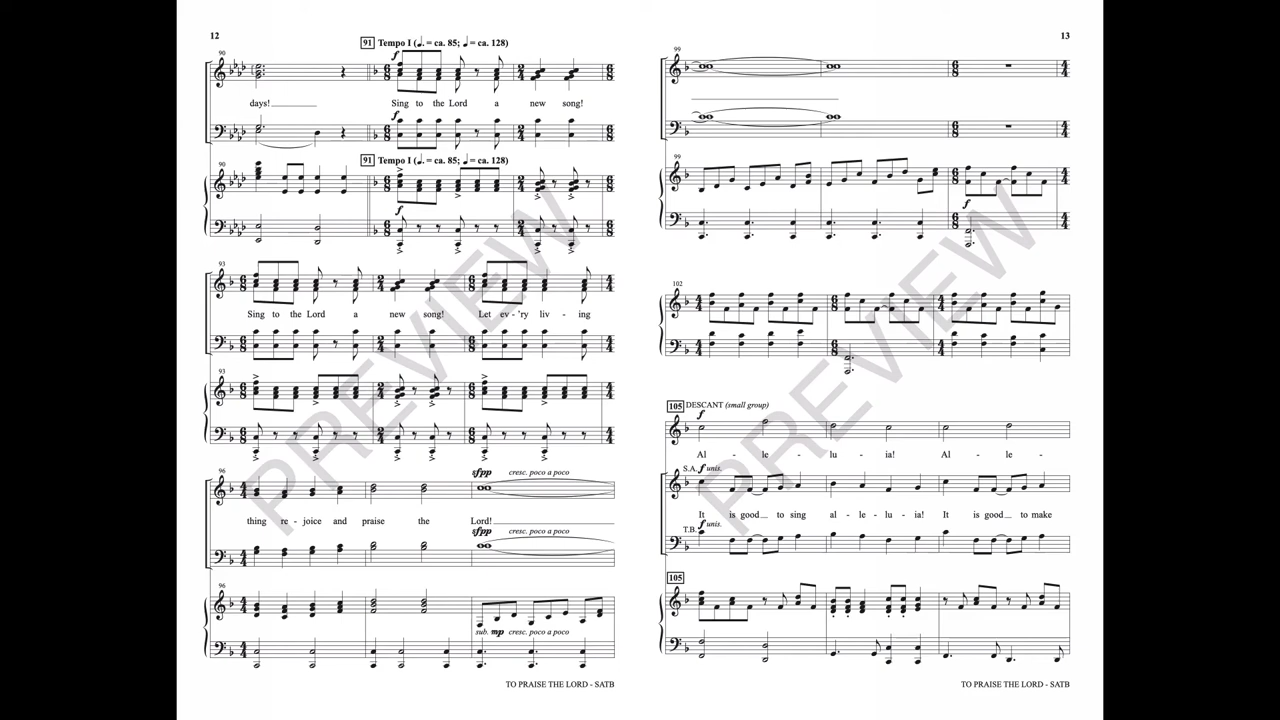 12
90
91 Tempo I (♩. = ca. 85; ♩ = ca. 128)
f
days! Sing to the Lord a new song!
f
90
91 Tempo I (♩. = ca. 85; ♩ = ca. 128)
f
93
Sing to the Lord a new song! Let ev-'ry liv - ing
93
96
sfpp cresc. poco a poco
thing re - joice and praise the Lord!
sfpp cresc. poco a poco
96
sub. mp cresc. poco a poco
TO PRAISE THE LORD - SATB
PREVIEW
13
99
99
f
102
105 DESCANT (small group)
f
Al - le - lu - ia! Al - le -
S.A. f unis.
It is good to sing al - le - lu - ia! It is good to make
T.B. f unis.
105
TO PRAISE THE LORD - SATB
PREVIEW